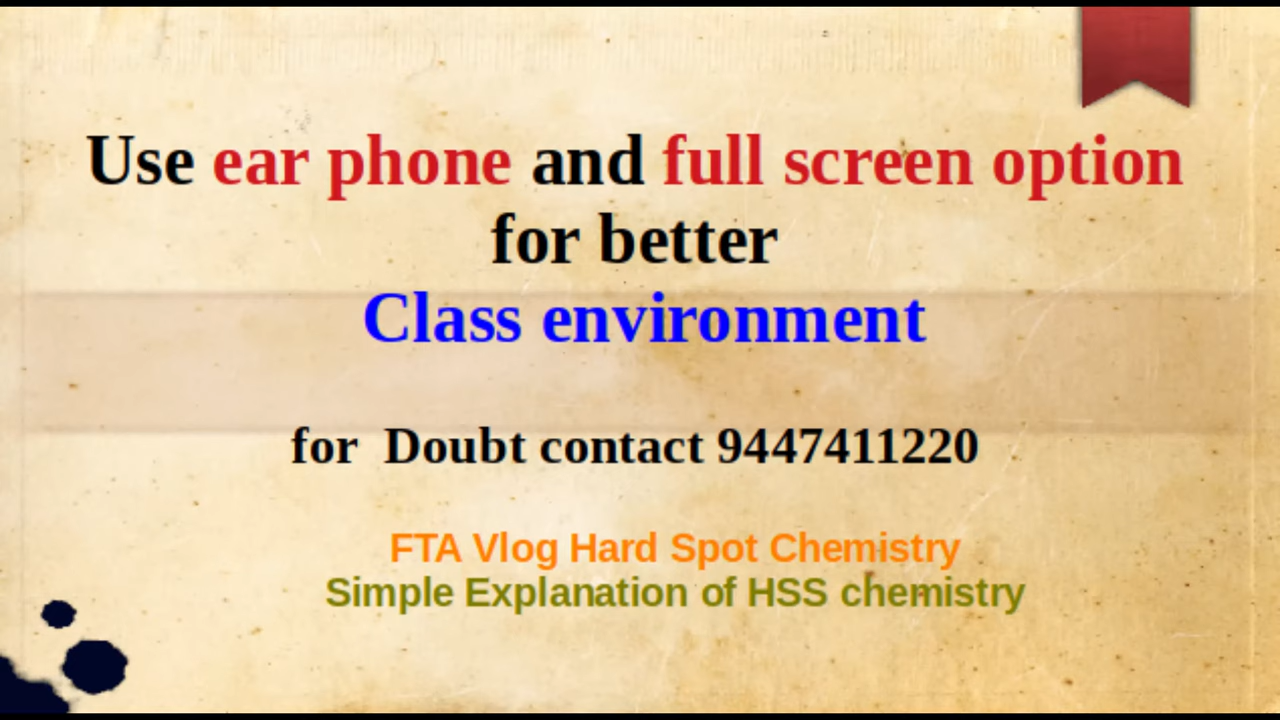 Use ear phone and full screen option
for better
Class environment
for Doubt contact 9447411220
FTA Vlog Hard Spot Chemistry
Simple Explanation of HSS chemistry